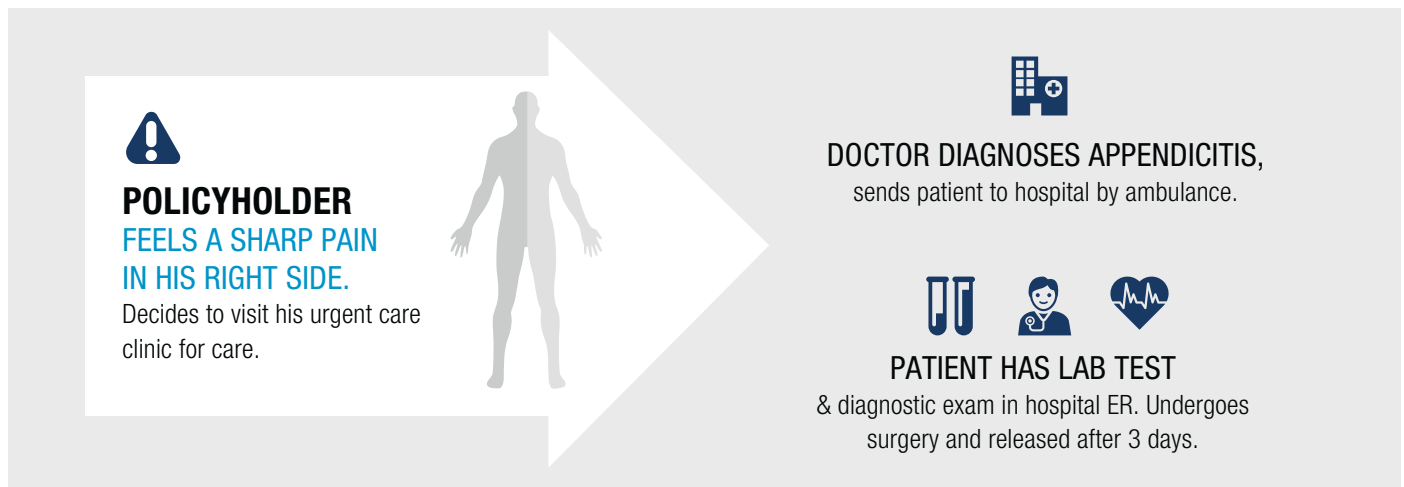 POLICYHOLDER
FEELS A SHARP PAIN
IN HIS RIGHT SIDE.
Decides to visit his urgent care
clinic for care.
DOCTOR DIAGNOSES APPENDICITIS,
sends patient to hospital by ambulance.
PATIENT HAS LAB TEST
& diagnostic exam in hospital ER. Undergoes
surgery and released after 3 days.